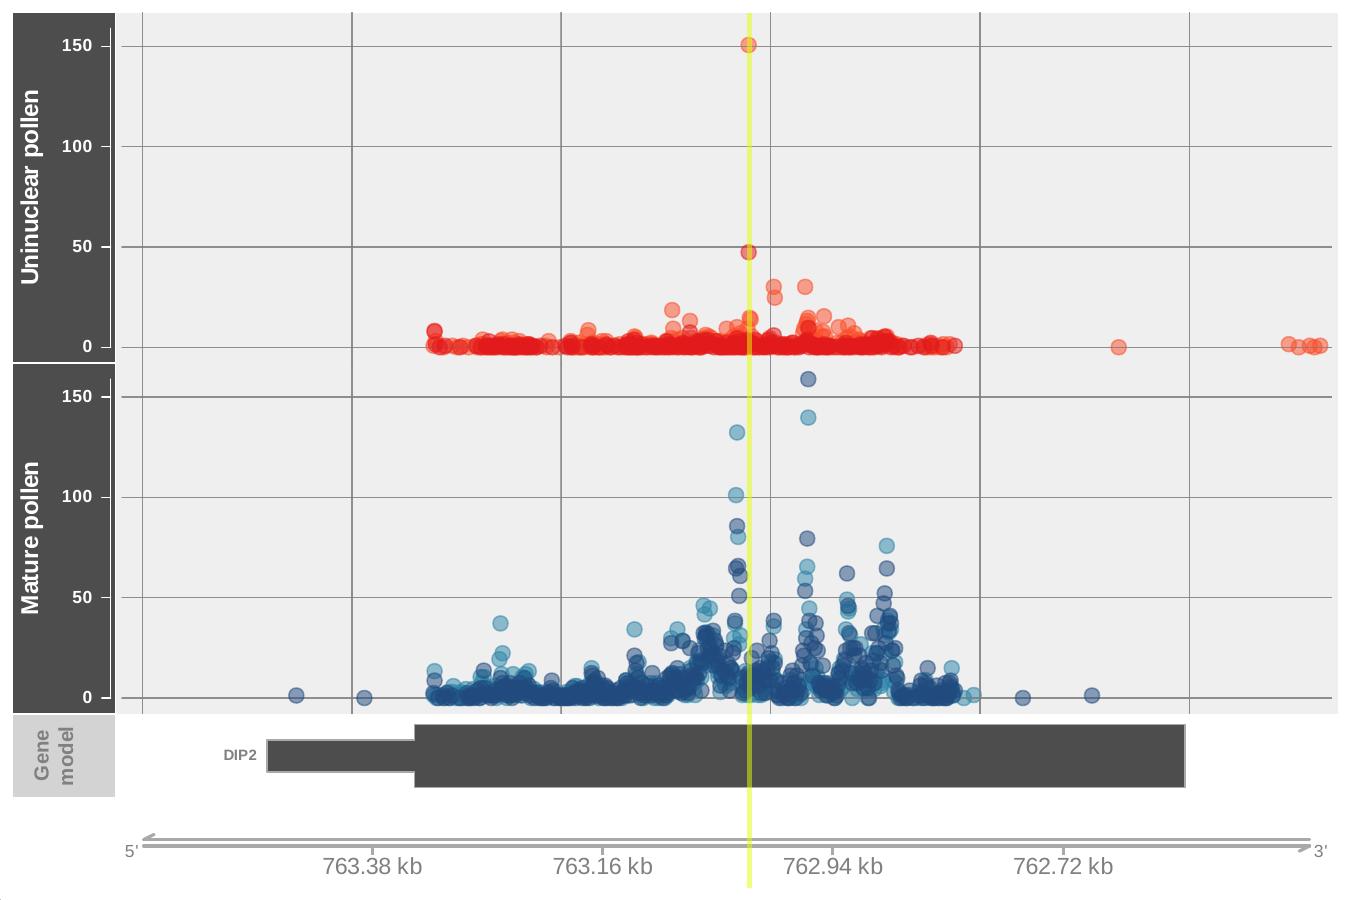 Uninuclear pollen
150
100
50
0
Mature pollen
150
100
50
0
Gene
model
DIP2
5'
3'
763.38 kb
763.16 kb
762.94 kb
762.72 kb